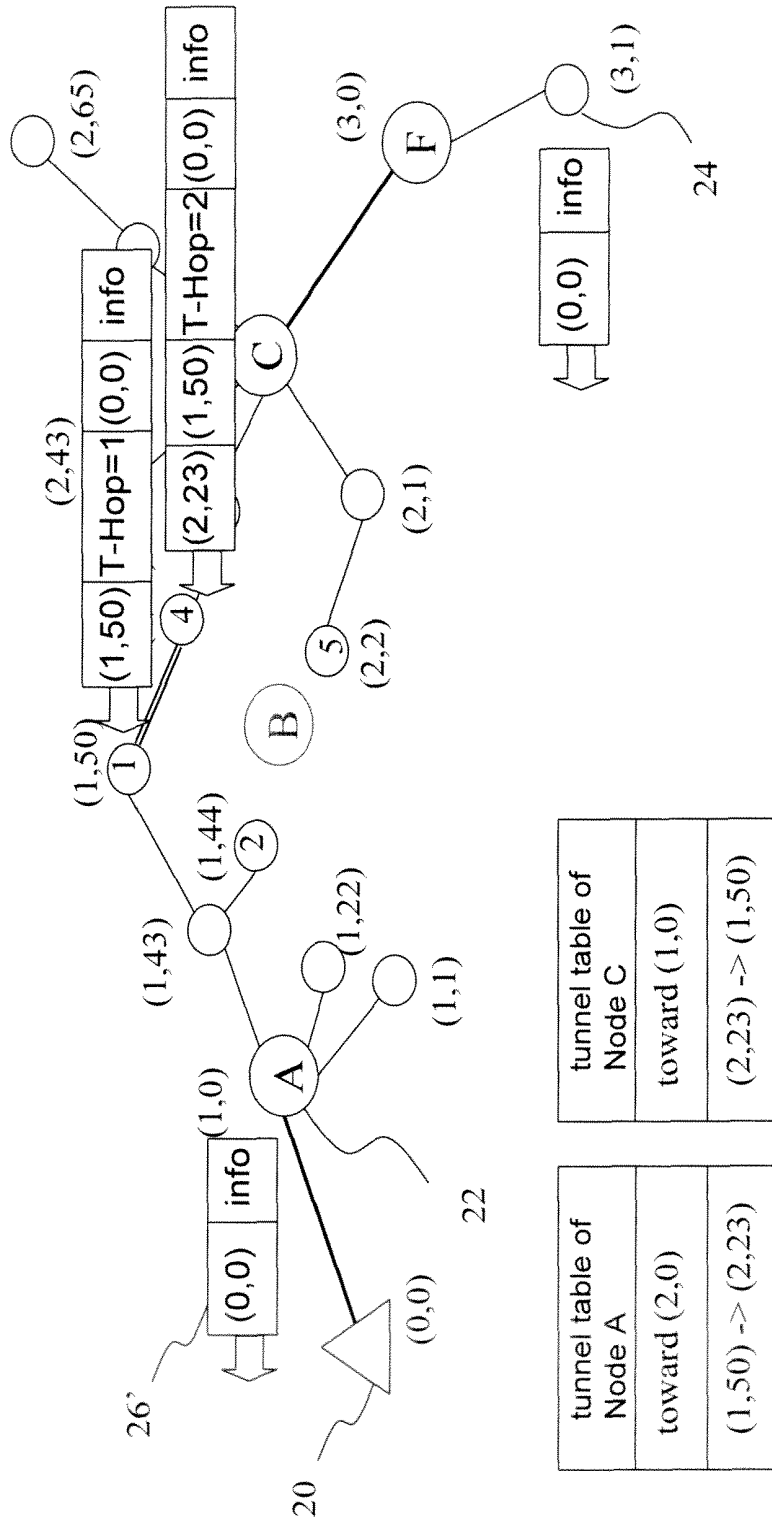 26'
(0,0) info
(1,0)
20
(0,0)
A
22
(1,43)
(1,44)
2
(1,22)
(1,1)
(1,50)
1
4
B
5
(2,2)
(2,1)
(2,43)
(1,50) T-Hop=1 (0,0) info
(2,23) (1,50) T-Hop=2 (0,0) info
C
(2,65)
(3,0)
F
(3,1)
24
(0,0) info
tunnel table of
Node A
toward (2,0)
(1,50) -> (2,23)
tunnel table of
Node C
toward (1,0)
(2,23) -> (1,50)